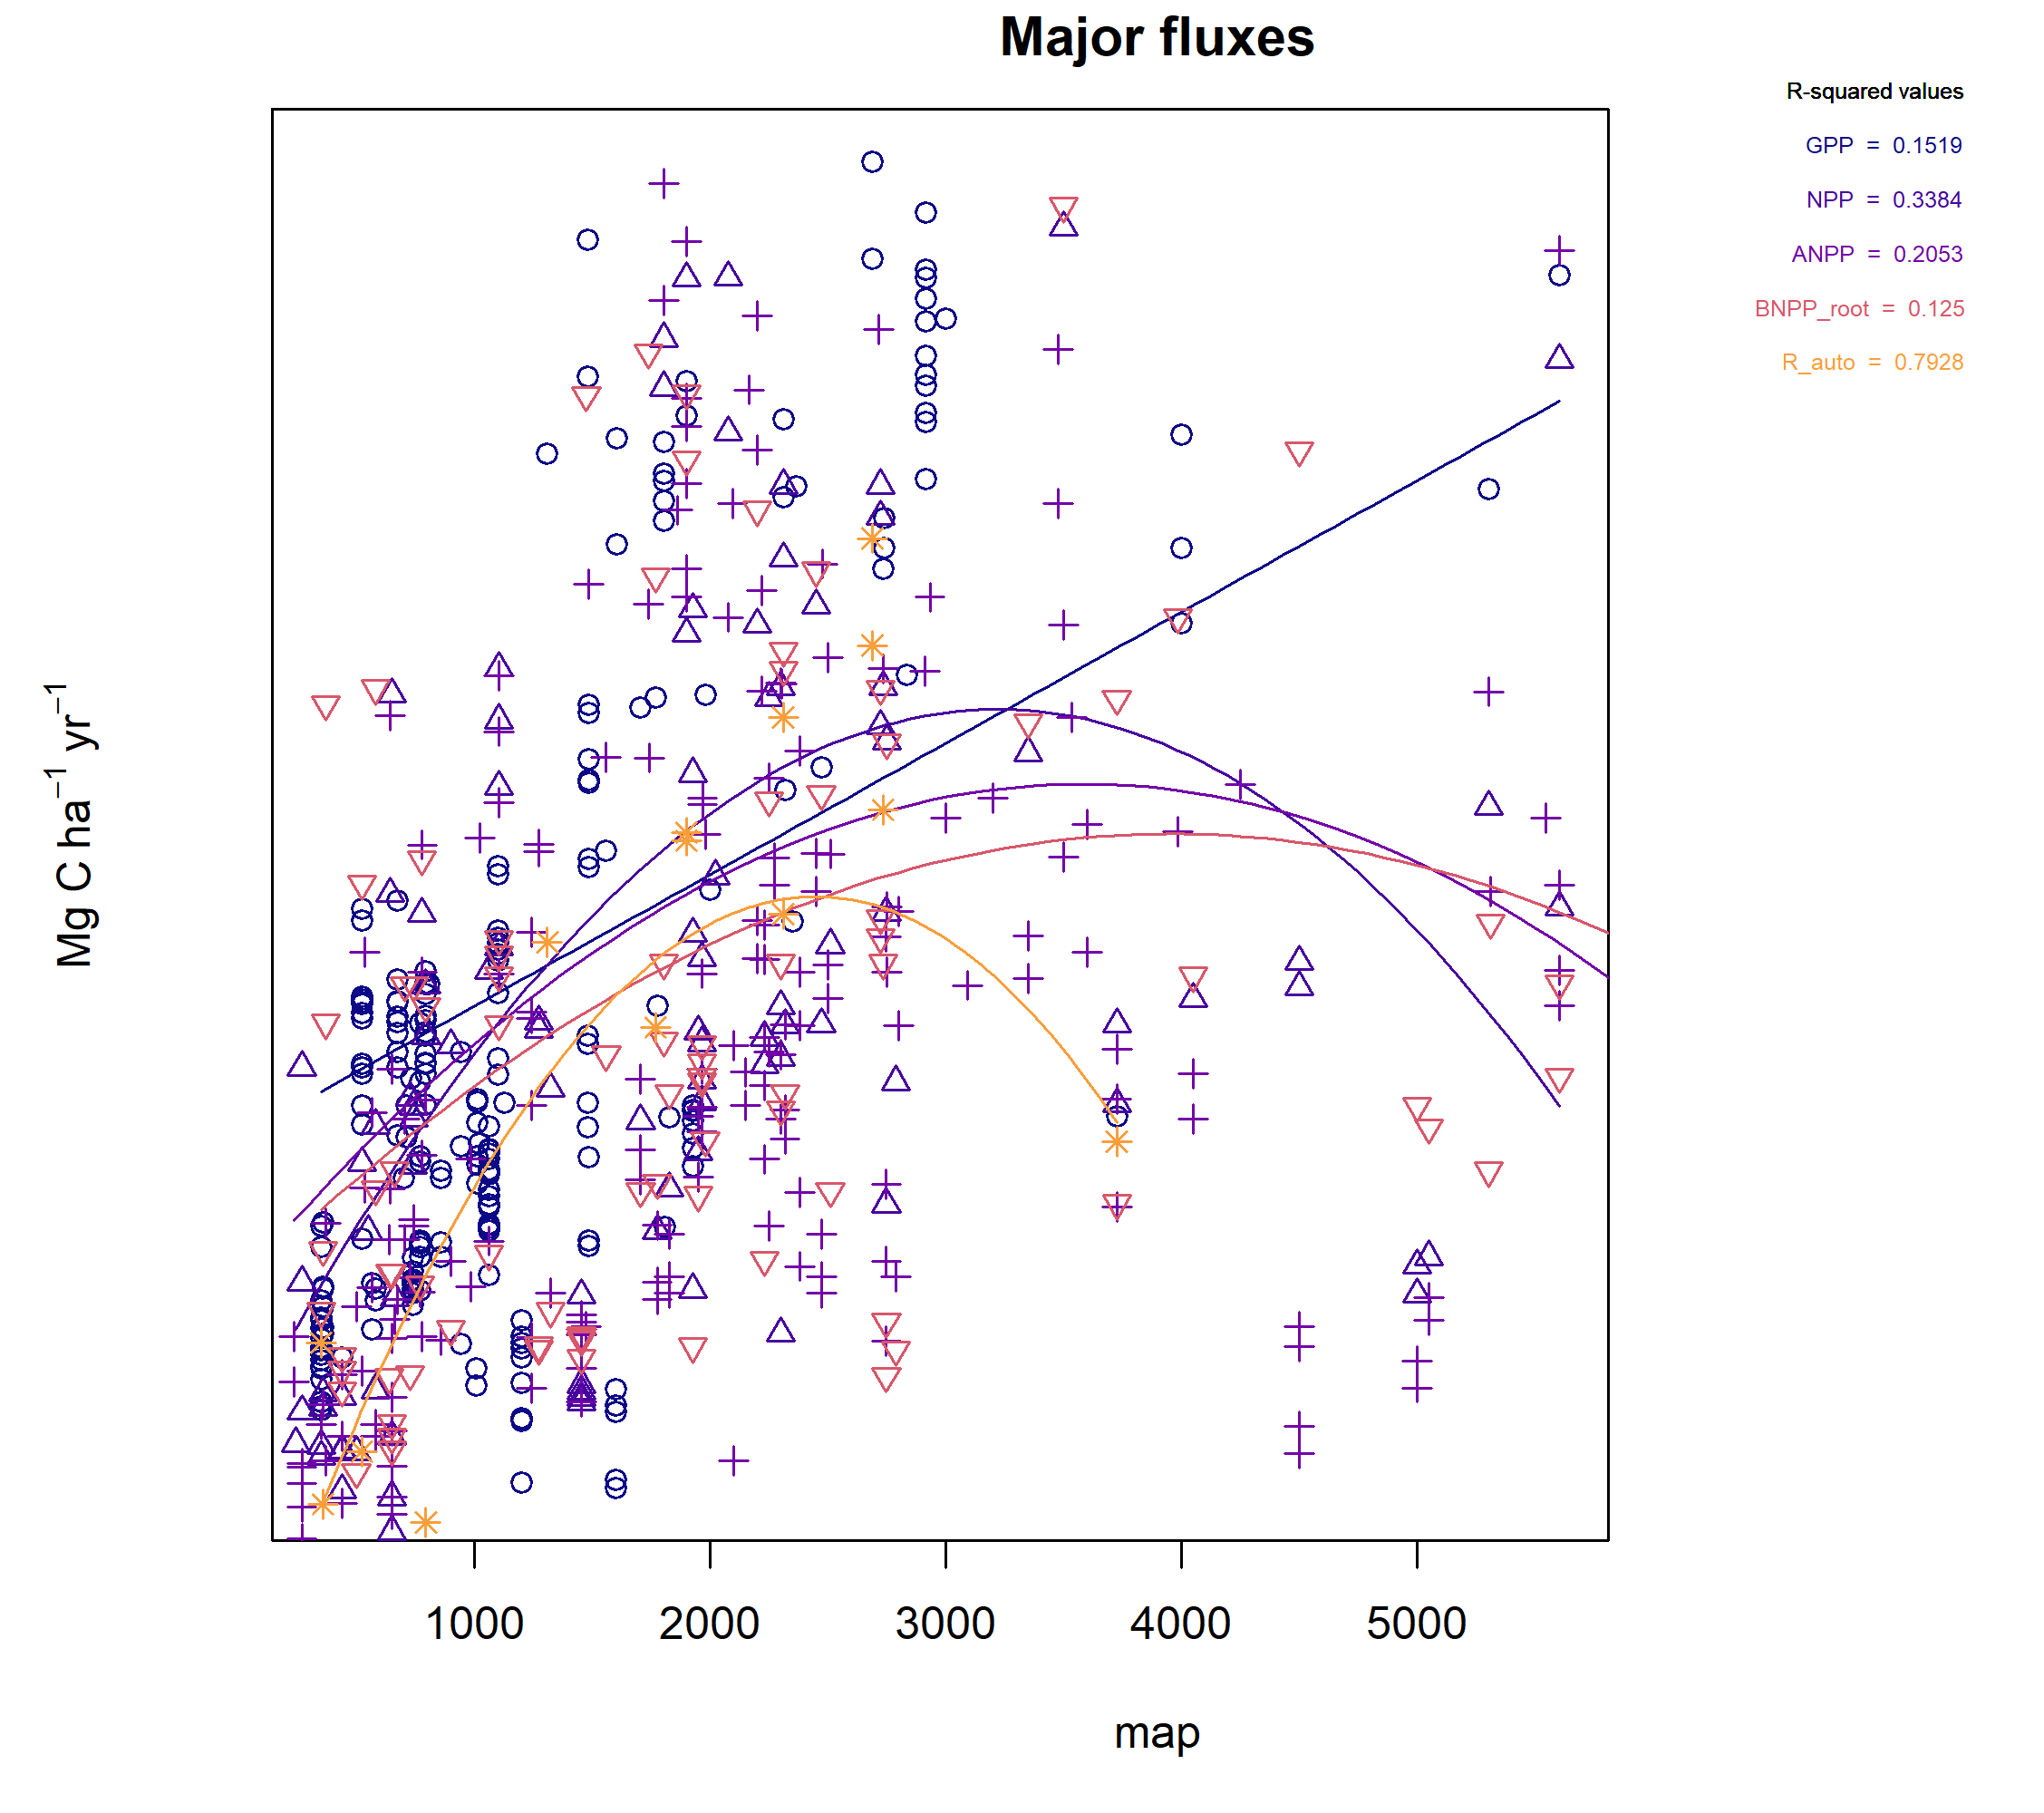 Major fluxes
R-squared values
GPP = 0.1519
NPP = 0.3384
ANPP = 0.2053
BNPP_root = 0.125
R_auto = 0.7928
Mg C ha⁻¹ yr⁻¹
1000 2000 3000 4000 5000
map